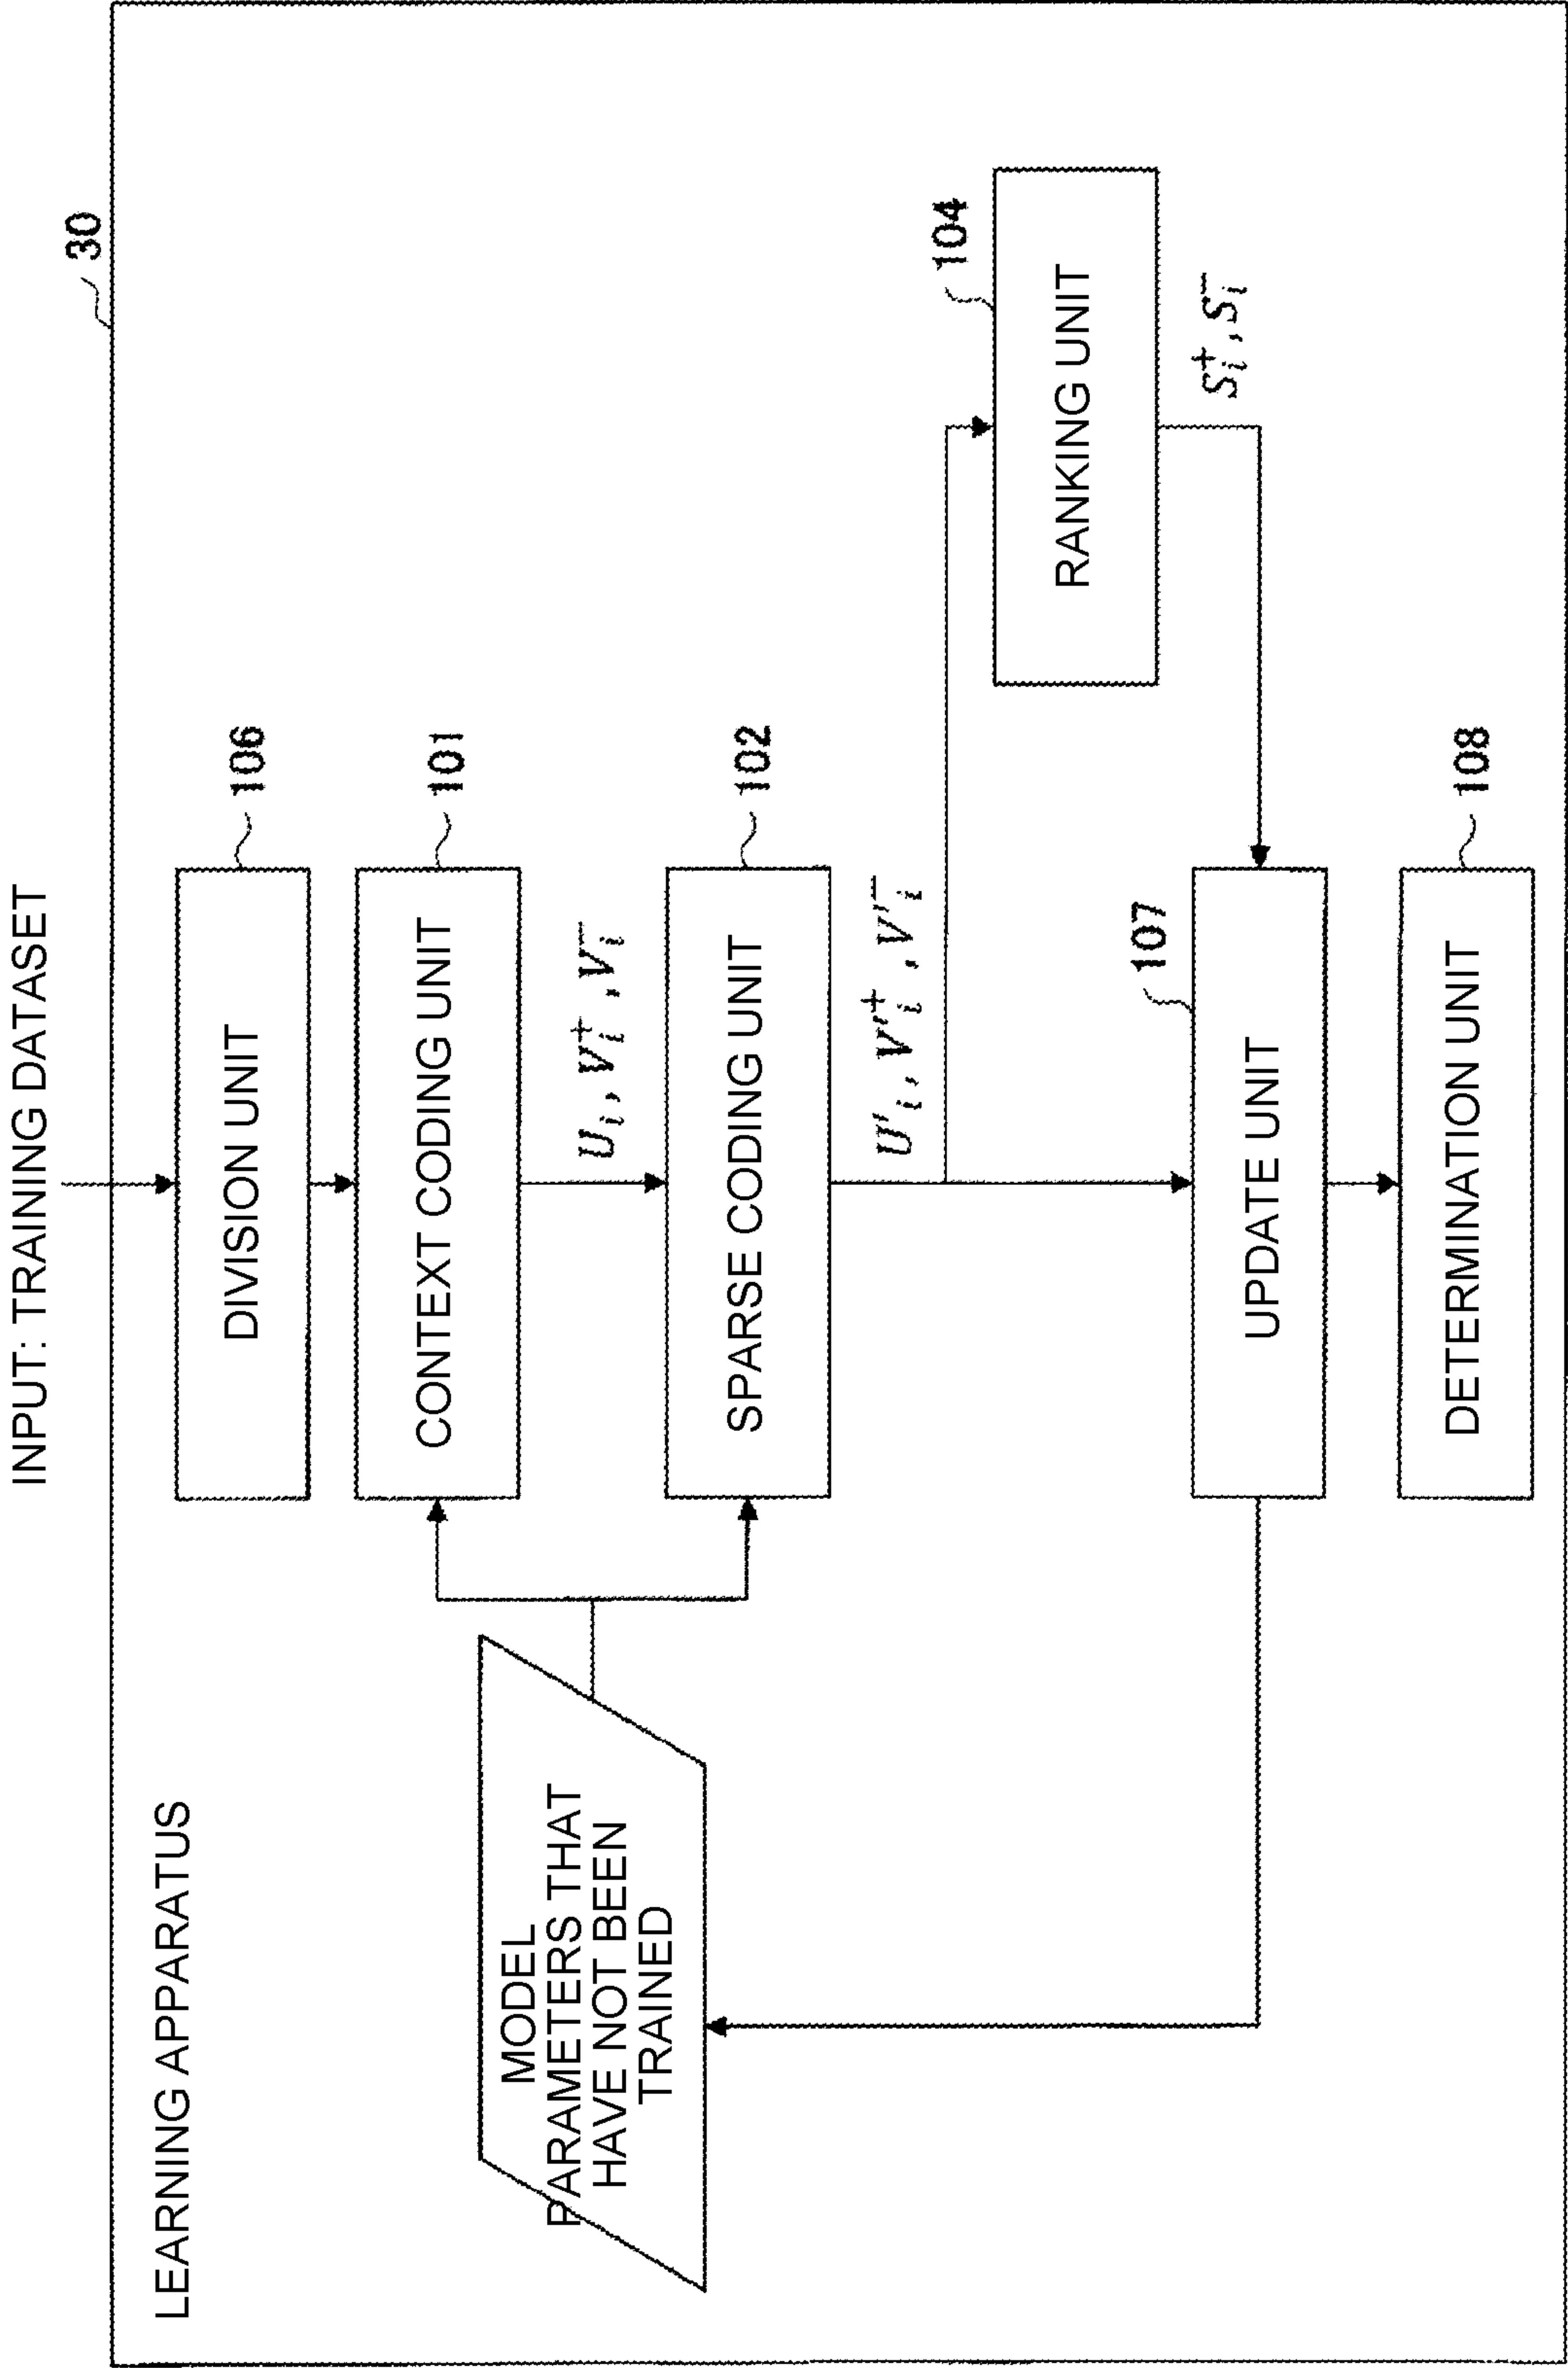 INPUT: TRAINING DATASET
30
LEARNING APPARATUS
DIVISION UNIT
106
CONTEXT CODING UNIT
101
U_i, V_i^+, V_i^-
MODEL
PARAMETERS THAT
HAVE NOT BEEN
TRAINED
SPARSE CODING UNIT
102
U'_i, V'_i^+, V'_i^-
104
RANKING UNIT
S_i^+, S_i^-
107
UPDATE UNIT
DETERMINATION UNIT
108